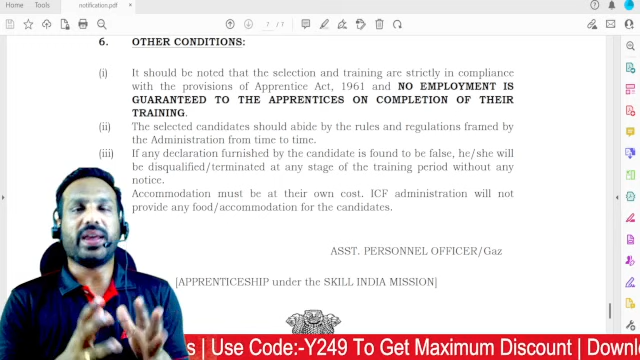 Home
Tools
notification.pdf
7 / 7
6. OTHER CONDITIONS:
(i) It should be noted that the selection and training are strictly in compliance
with the provisions of Apprentice Act, 1961 and NO EMPLOYMENT IS
GUARANTEED TO THE APPRENTICES ON COMPLETION OF THEIR
TRAINING.
(ii) The selected candidates should abide by the rules and regulations framed by
the Administration from time to time.
(iii) If any declaration furnished by the candidate is found to be false, he/she will
be disqualified/terminated at any stage of the training period without any
notice.
Accommodation must be at their own cost. ICF administration will not
provide any food/accommodation for the candidates.
ASST. PERSONNEL OFFICER/Gaz
[APPRENTICESHIP under the SKILL INDIA MISSION]
s | Use Code:-Y249 To Get Maximum Discount | Downl